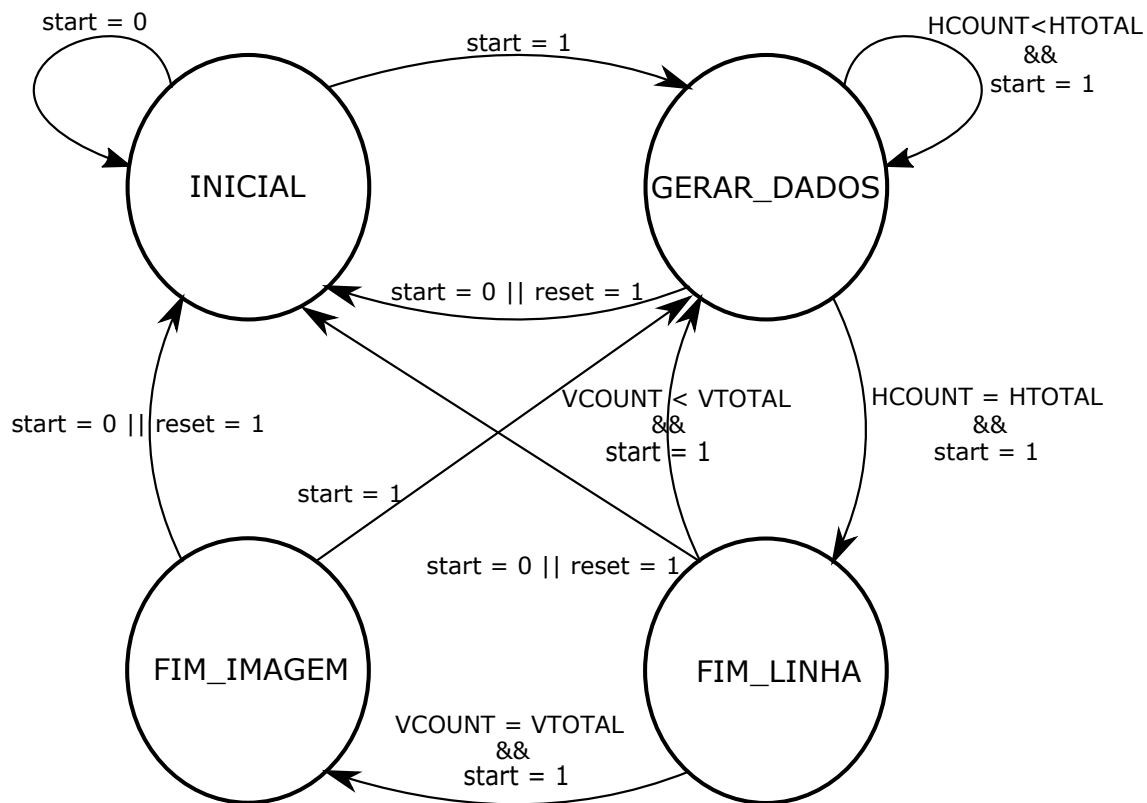 start = 0
start = 1
HCOUNT<HTOTAL
&&
start = 1
INICIAL
GERAR_DADOS
start = 0 || reset = 1
VCOUNT < VTOTAL
&&
start = 1
HCOUNT = HTOTAL
&&
start = 1
start = 0 || reset = 1
start = 1
start = 0 || reset = 1
FIM_IMAGEM
FIM_LINHA
VCOUNT = VTOTAL
&&
start = 1